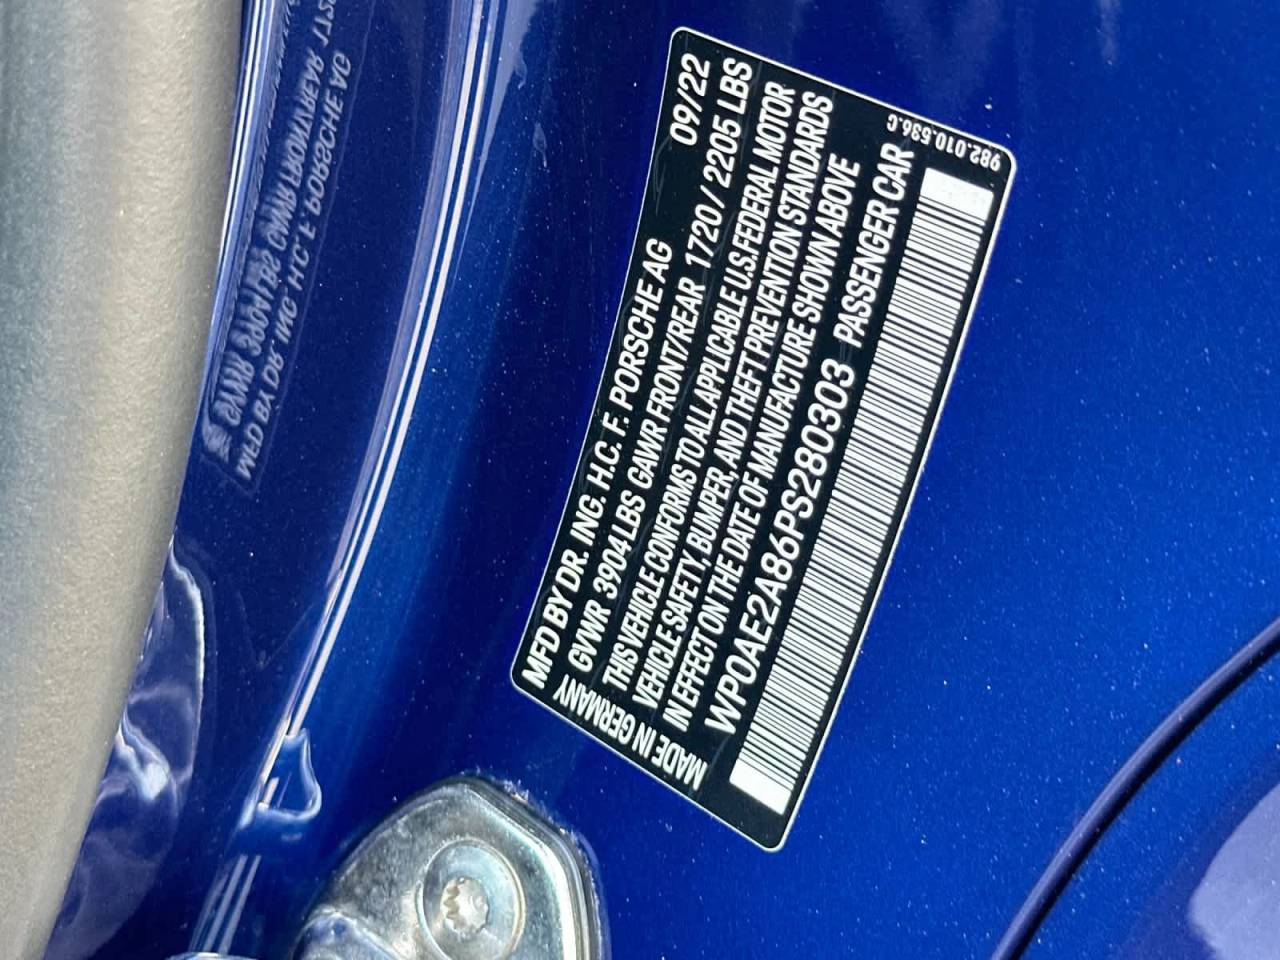 MFD BY DR. ING. H.C. F. PORSCHE AG 09/22
GVWR 3904 LBS GAWR FRONT/REAR 1720 / 2205 LBS
THIS VEHICLE CONFORMS TO ALL APPLICABLE U.S. FEDERAL MOTOR
VEHICLE SAFETY, BUMPER, AND THEFT PREVENTION STANDARDS
IN EFFECT ON THE DATE OF MANUFACTURE SHOWN ABOVE
WP0AE2A86PS280303 PASSENGER CAR
MADE IN GERMANY
982.010.536.C